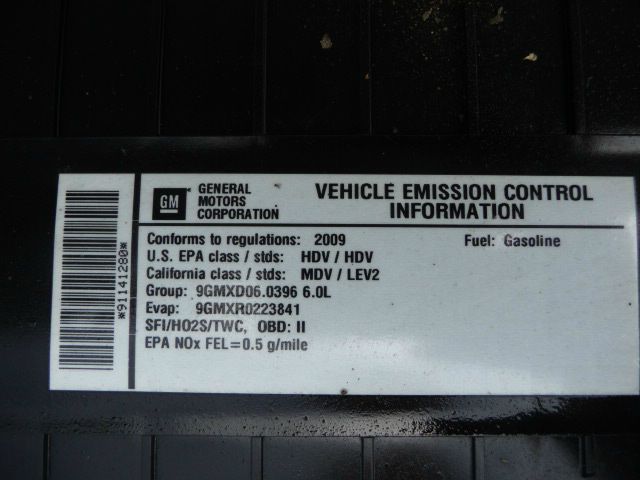 *91141280*
GM
GENERAL
MOTORS
CORPORATION
VEHICLE EMISSION CONTROL
INFORMATION
Conforms to regulations: 2009 Fuel: Gasoline
U.S. EPA class / stds: HDV / HDV
California class / stds: MDV / LEV2
Group: 9GMXD06.0396 6.0L
Evap: 9GMXR0223841
SFI/HO2S/TWC, OBD: II
EPA NOx FEL=0.5 g/mile